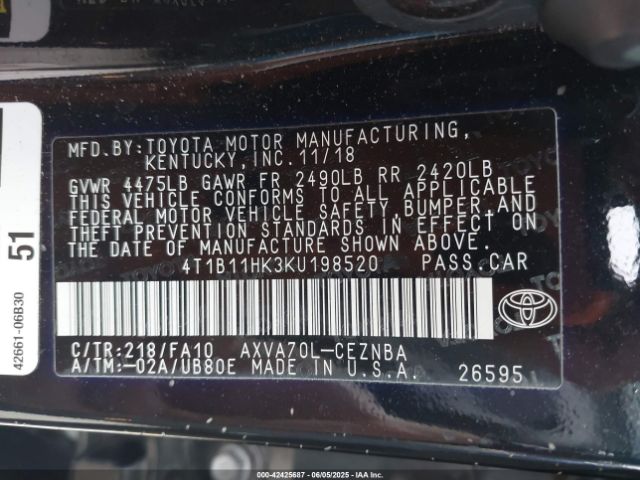 MFD.BY:TOYOTA MOTOR MANUFACTURING,
KENTUCKY,INC.11/18
GVWR 4475LB GAWR FR 2490LB RR 2420LB
THIS VEHICLE CONFORMS TO ALL APPLICABLE
FEDERAL MOTOR VEHICLE SAFETY,BUMPER,AND
THEFT PREVENTION STANDARDS IN EFFECT ON
THE DATE OF MANUFACTURE SHOWN ABOVE.
4T1B11HK3KU198520 PASS.CAR
C/TR:218/FA10 AXVA70L-CEZNBA
A/TM:-02A/UB80E MADE IN U.S.A. 26595
51
42661-06B30
000-42425687 06/05/2025 IAA Inc. (C)